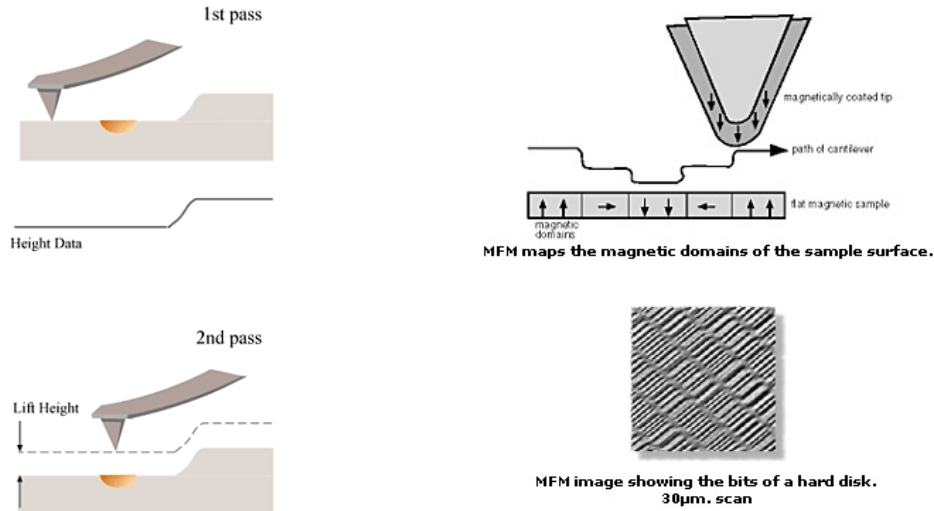 1st pass
Height Data
2nd pass
Lift Height
magnetically coated tip
path of cantilever
flat magnetic sample
magnetic
domains
MFM maps the magnetic domains of the sample surface.
MFM image showing the bits of a hard disk.
30µm. scan